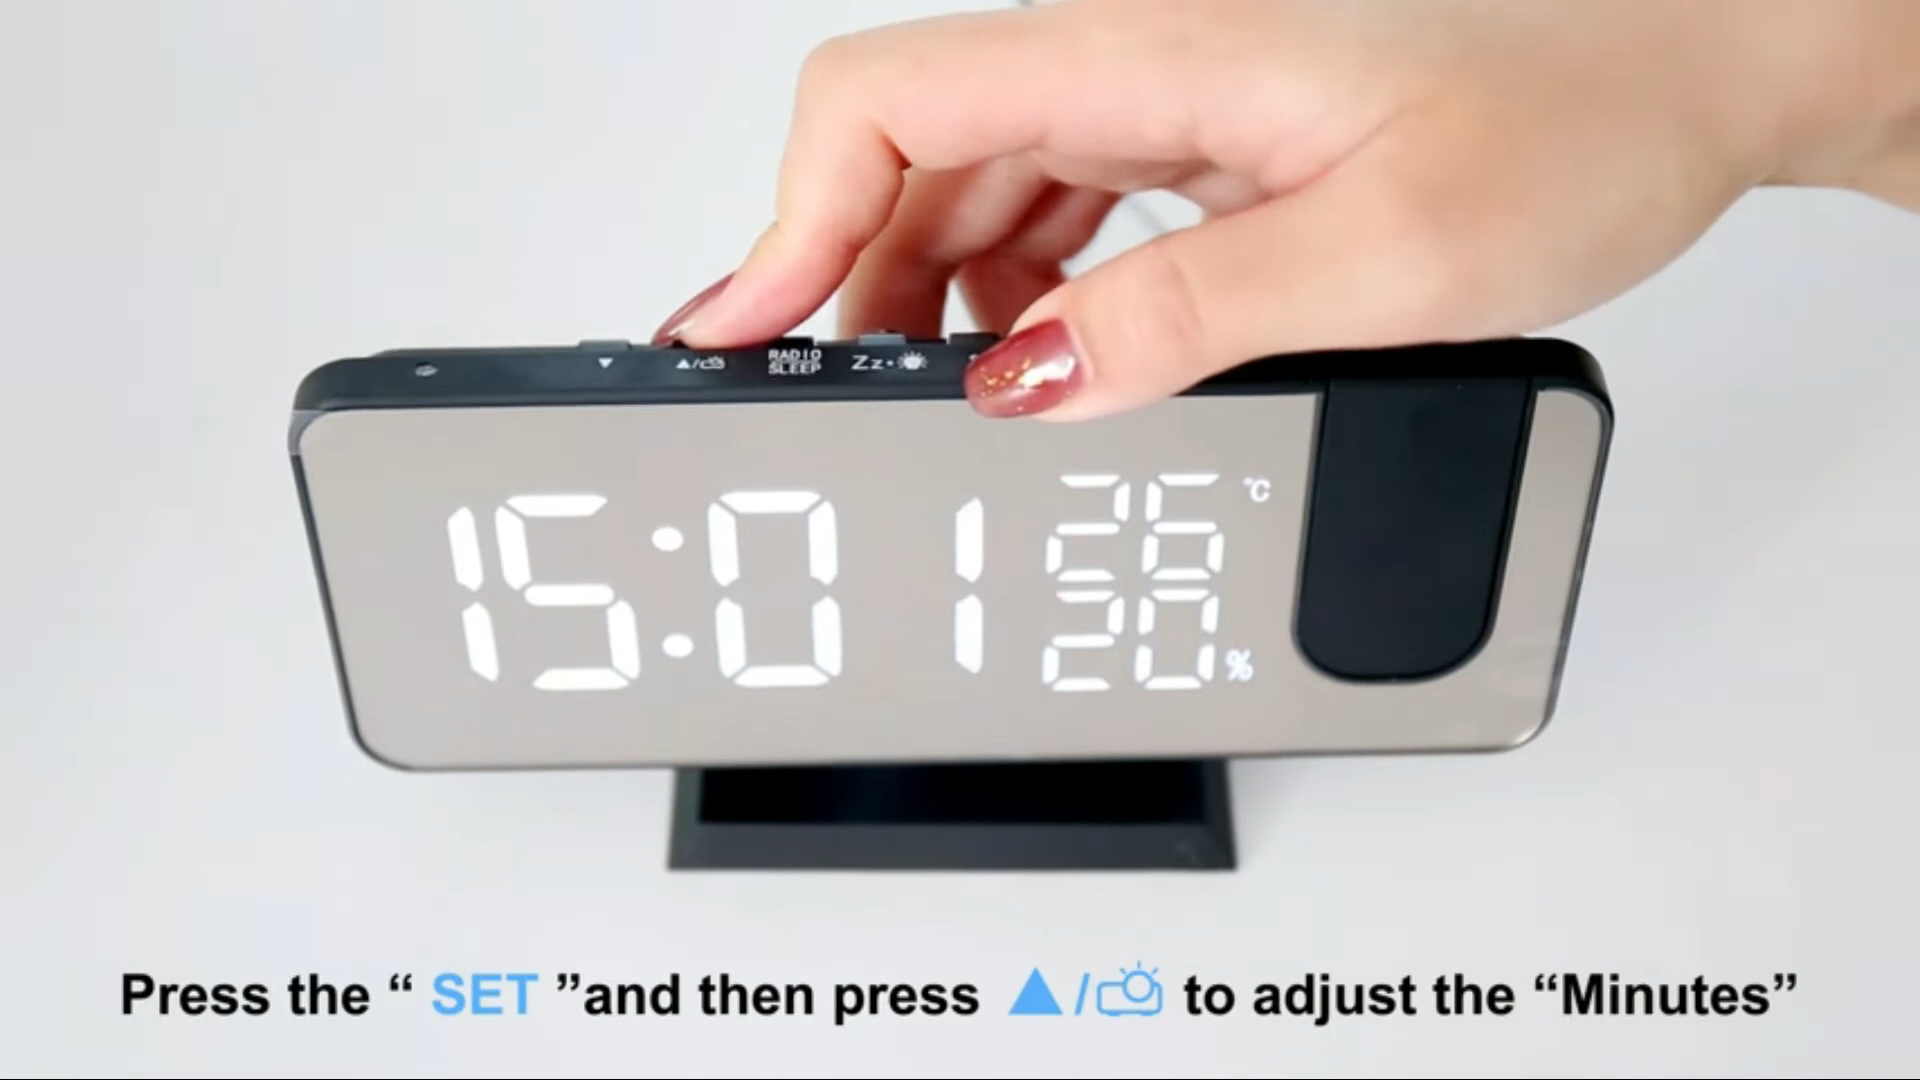 ▼ ▲/ RADIO Zz•
SLEEP
15:01 26 °C
20 %
Press the “ SET ”and then press ▲/ to adjust the “Minutes”